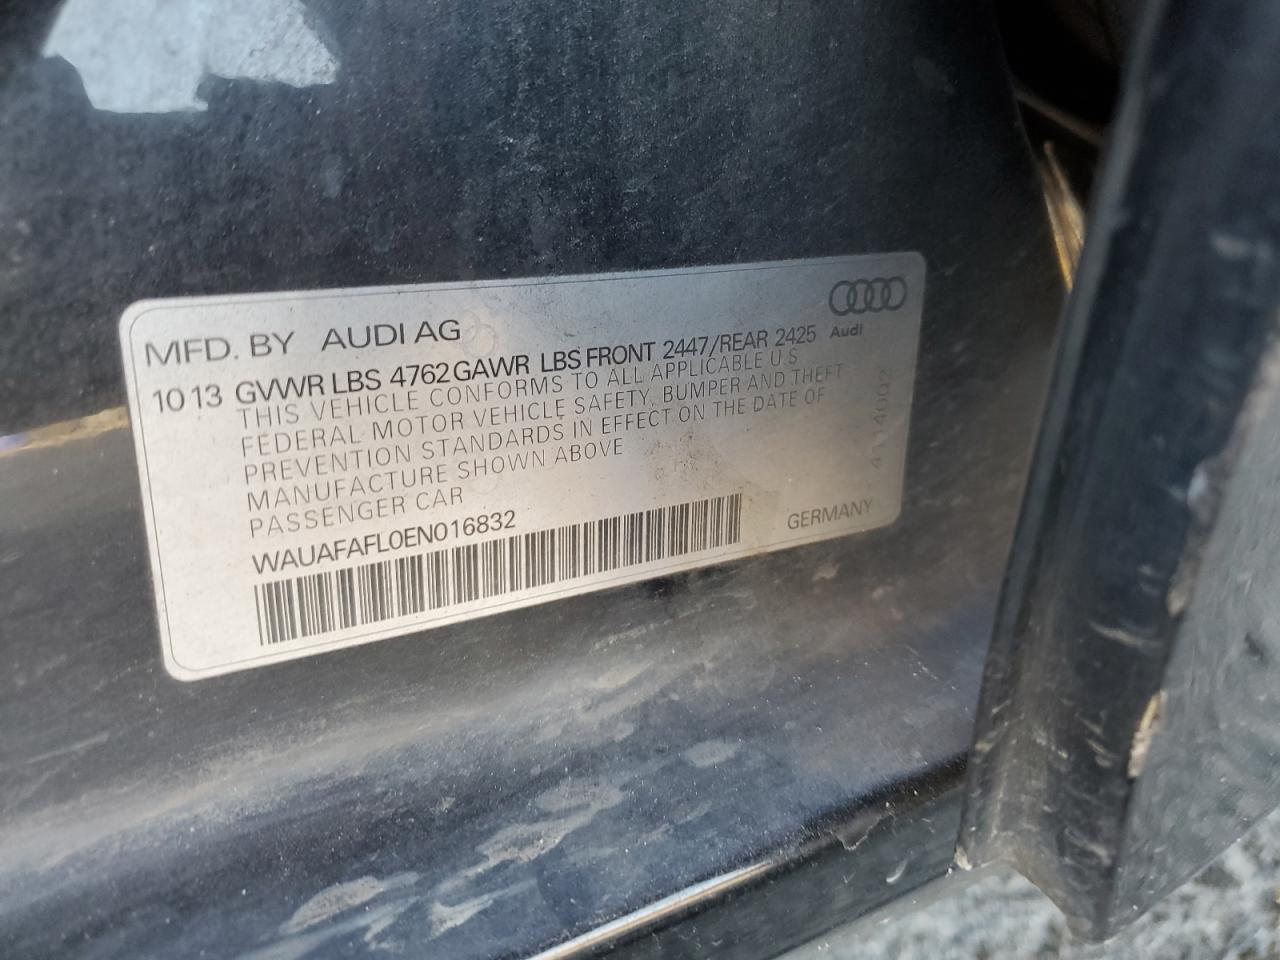 MFD. BY AUDI AG
Audi
10 13 GVWR LBS 4762 GAWR LBS FRONT 2447/REAR 2425
THIS VEHICLE CONFORMS TO ALL APPLICABLE U S
FEDERAL MOTOR VEHICLE SAFETY, BUMPER AND THEFT
PREVENTION STANDARDS IN EFFECT ON THE DATE OF
MANUFACTURE SHOWN ABOVE
PASSENGER CAR
WAUAFAFL0EN016832
GERMANY